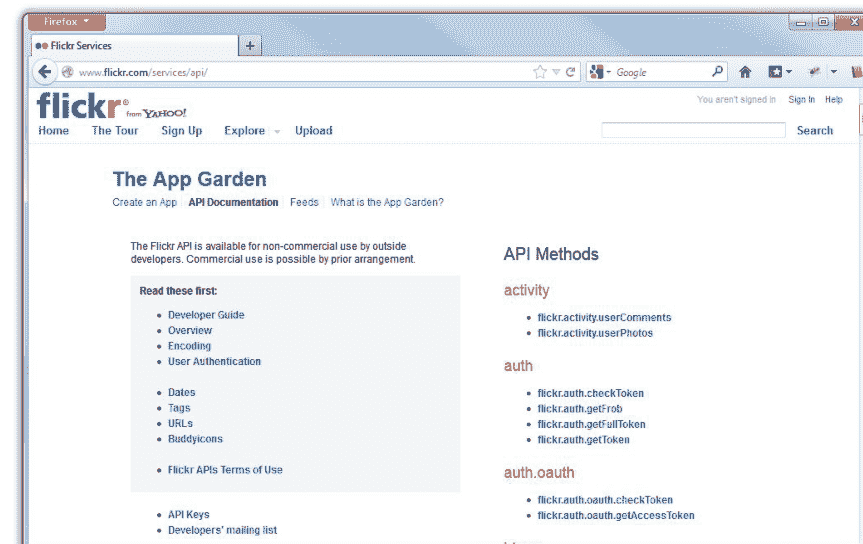 Firefox
Flickr Services
www.flickr.com/services/api/
Google
flickr® from YAHOO!
You aren't signed in Sign In Help
Home The Tour Sign Up Explore Upload
Search
The App Garden
Create an App API Documentation Feeds What is the App Garden?
The Flickr API is available for non-commercial use by outside
developers. Commercial use is possible by prior arrangement.
Read these first:
Developer Guide
Overview
Encoding
User Authentication
Dates
Tags
URLs
Buddyicons
Flickr APIs Terms of Use
API Keys
Developers' mailing list
API Methods
activity
flickr.activity.userComments
flickr.activity.userPhotos
auth
flickr.auth.checkToken
flickr.auth.getFrob
flickr.auth.getFullToken
flickr.auth.getToken
auth.oauth
flickr.auth.oauth.checkToken
flickr.auth.oauth.getAccessToken